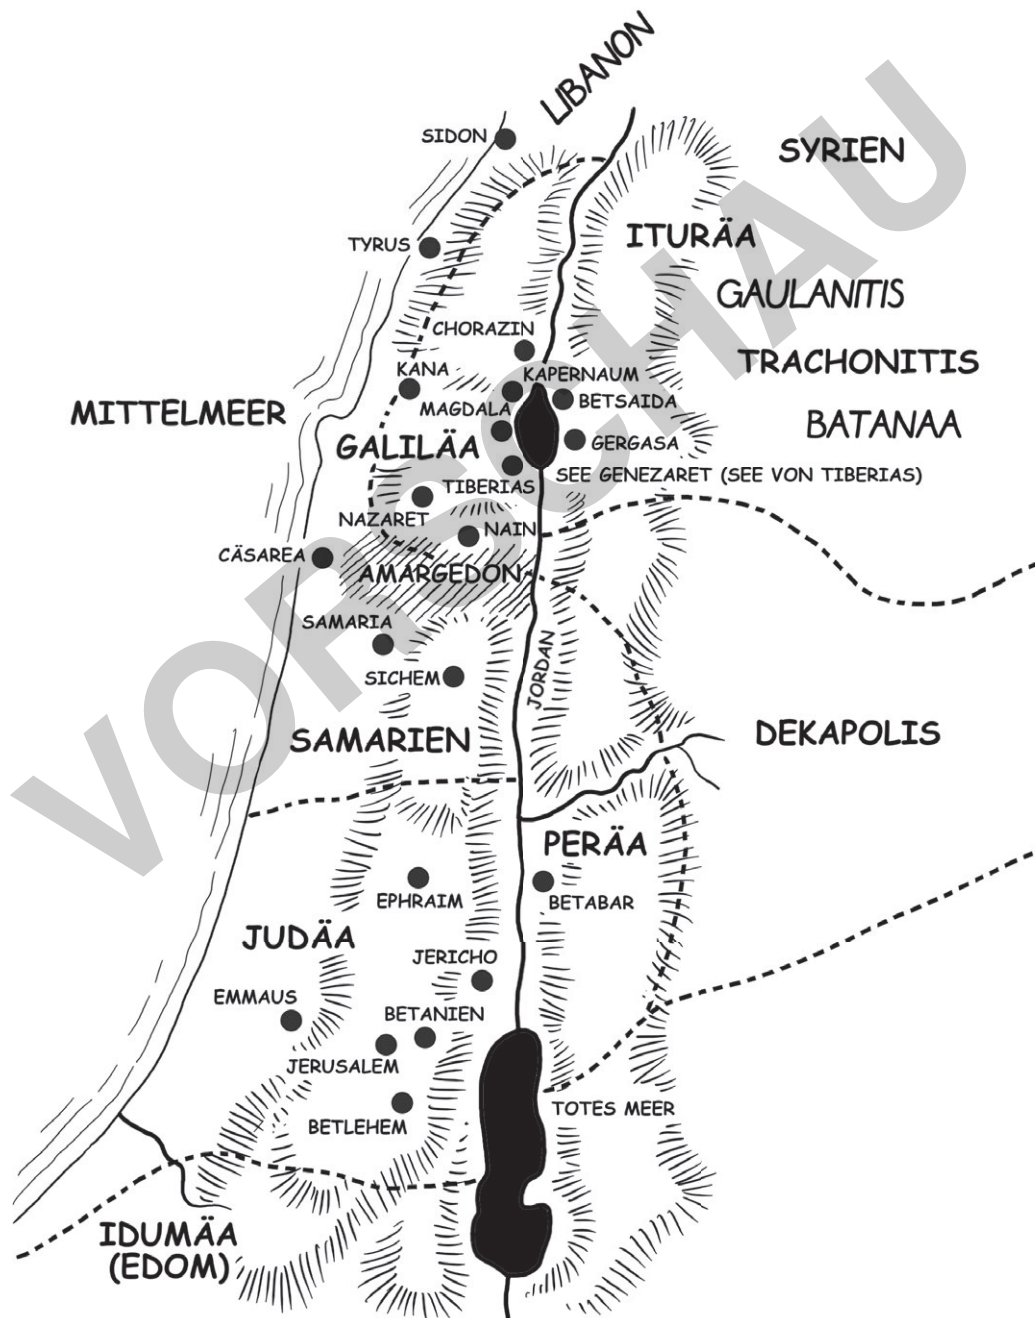 LIBANON
SIDON
SYRIEN
TYRUS
ITURÄA
GAULANITIS
CHORAZIN
TRACHONITIS
KANA
KAPERNAUM
MITTELMEER
MAGDALA
BETSAIDA
BATANAA
GALILÄA
GERGASA
TIBERIAS
SEE GENEZARET (SEE VON TIBERIAS)
NAZARET
NAIN
CÄSAREA
AMARGEDON
SAMARIA
JORDAN
SICHEM
SAMARIEN
DEKAPOLIS
PERÄA
EPHRAIM
BETABAR
JUDÄA
JERICHO
EMMAUS
BETANIEN
JERUSALEM
TOTES MEER
BETLEHEM
IDUMÄA
(EDOM)
VORSCHAU